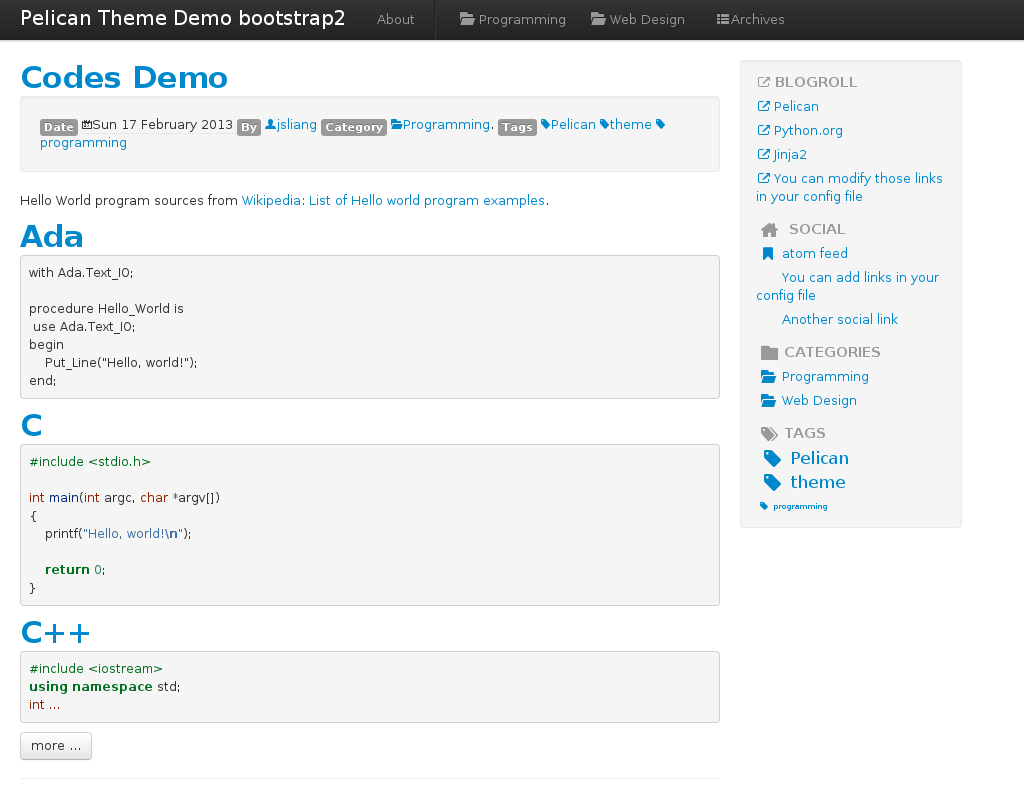 Pelican Theme Demo bootstrap2 About Programming Web Design Archives
Codes Demo
Date Sun 17 February 2013 By jsliang Category Programming. Tags Pelican theme
programming
Hello World program sources from Wikipedia: List of Hello world program examples.
Ada
with Ada.Text_IO;
procedure Hello_World is
use Ada.Text_IO;
begin
Put_Line("Hello, world!");
end;
C
#include <stdio.h>
int main(int argc, char *argv[])
{
printf("Hello, world!\n");
return 0;
}
C++
#include <iostream>
using namespace std;
int ...
more ...
BLOGROLL
Pelican
Python.org
Jinja2
You can modify those links
in your config file
SOCIAL
atom feed
You can add links in your
config file
Another social link
CATEGORIES
Programming
Web Design
TAGS
Pelican
theme
programming